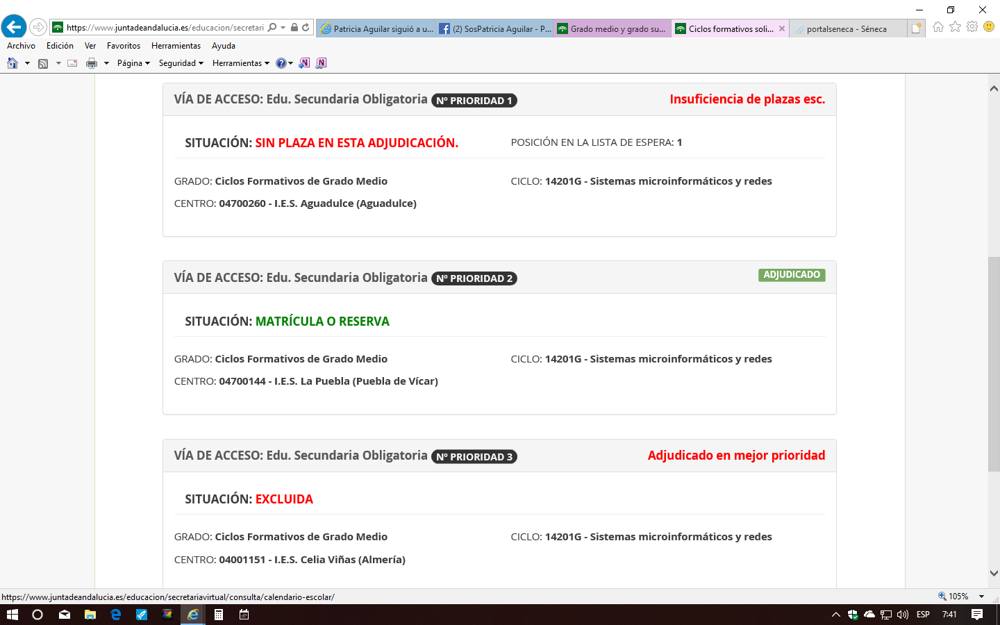 https://www.juntadeandalucia.es/educacion/secretari
Patricia Aguilar siguió a u...
(2) SosPatricia Aguilar - P...
Grado medio y grado su...
Ciclos formativos soli...
portalseneca - Séneca
Archivo Edición Ver Favoritos Herramientas Ayuda
Página Seguridad Herramientas
VÍA DE ACCESO: Edu. Secundaria Obligatoria Nº PRIORIDAD 1 Insuficiencia de plazas esc.
SITUACIÓN: SIN PLAZA EN ESTA ADJUDICACIÓN. POSICIÓN EN LA LISTA DE ESPERA: 1
GRADO: Ciclos Formativos de Grado Medio CICLO: 14201G - Sistemas microinformáticos y redes
CENTRO: 04700260 - I.E.S. Aguadulce (Aguadulce)
VÍA DE ACCESO: Edu. Secundaria Obligatoria Nº PRIORIDAD 2 ADJUDICADO
SITUACIÓN: MATRÍCULA O RESERVA
GRADO: Ciclos Formativos de Grado Medio CICLO: 14201G - Sistemas microinformáticos y redes
CENTRO: 04700144 - I.E.S. La Puebla (Puebla de Vícar)
VÍA DE ACCESO: Edu. Secundaria Obligatoria Nº PRIORIDAD 3 Adjudicado en mejor prioridad
SITUACIÓN: EXCLUIDA
GRADO: Ciclos Formativos de Grado Medio CICLO: 14201G - Sistemas microinformáticos y redes
CENTRO: 04001151 - I.E.S. Celia Viñas (Almería)
https://www.juntadeandalucia.es/educacion/secretariavirtual/consulta/calendario-escolar/ 105%
ESP 7:41